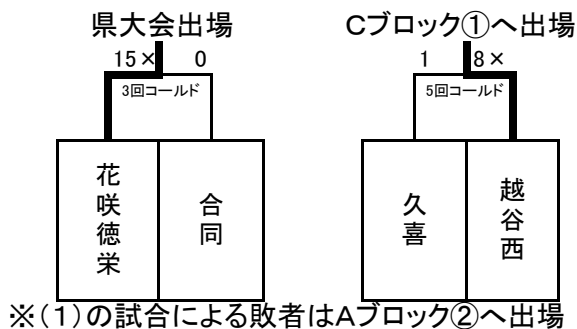 県大会出場
Cブロック①へ出場
15× 0
1 8×
3回コールド
5回コールド
花咲徳栄
合同
久喜
越谷西
※(1)の試合による敗者はAブロック②へ出場